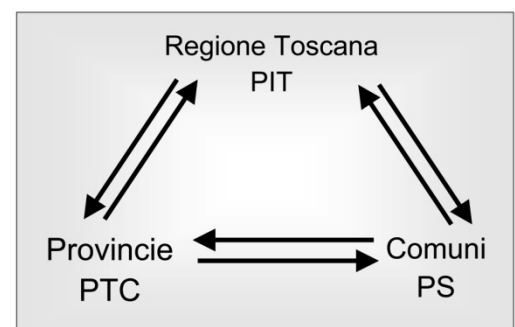 Regione Toscana
PIT
Provincie
PTC
Comuni
PS